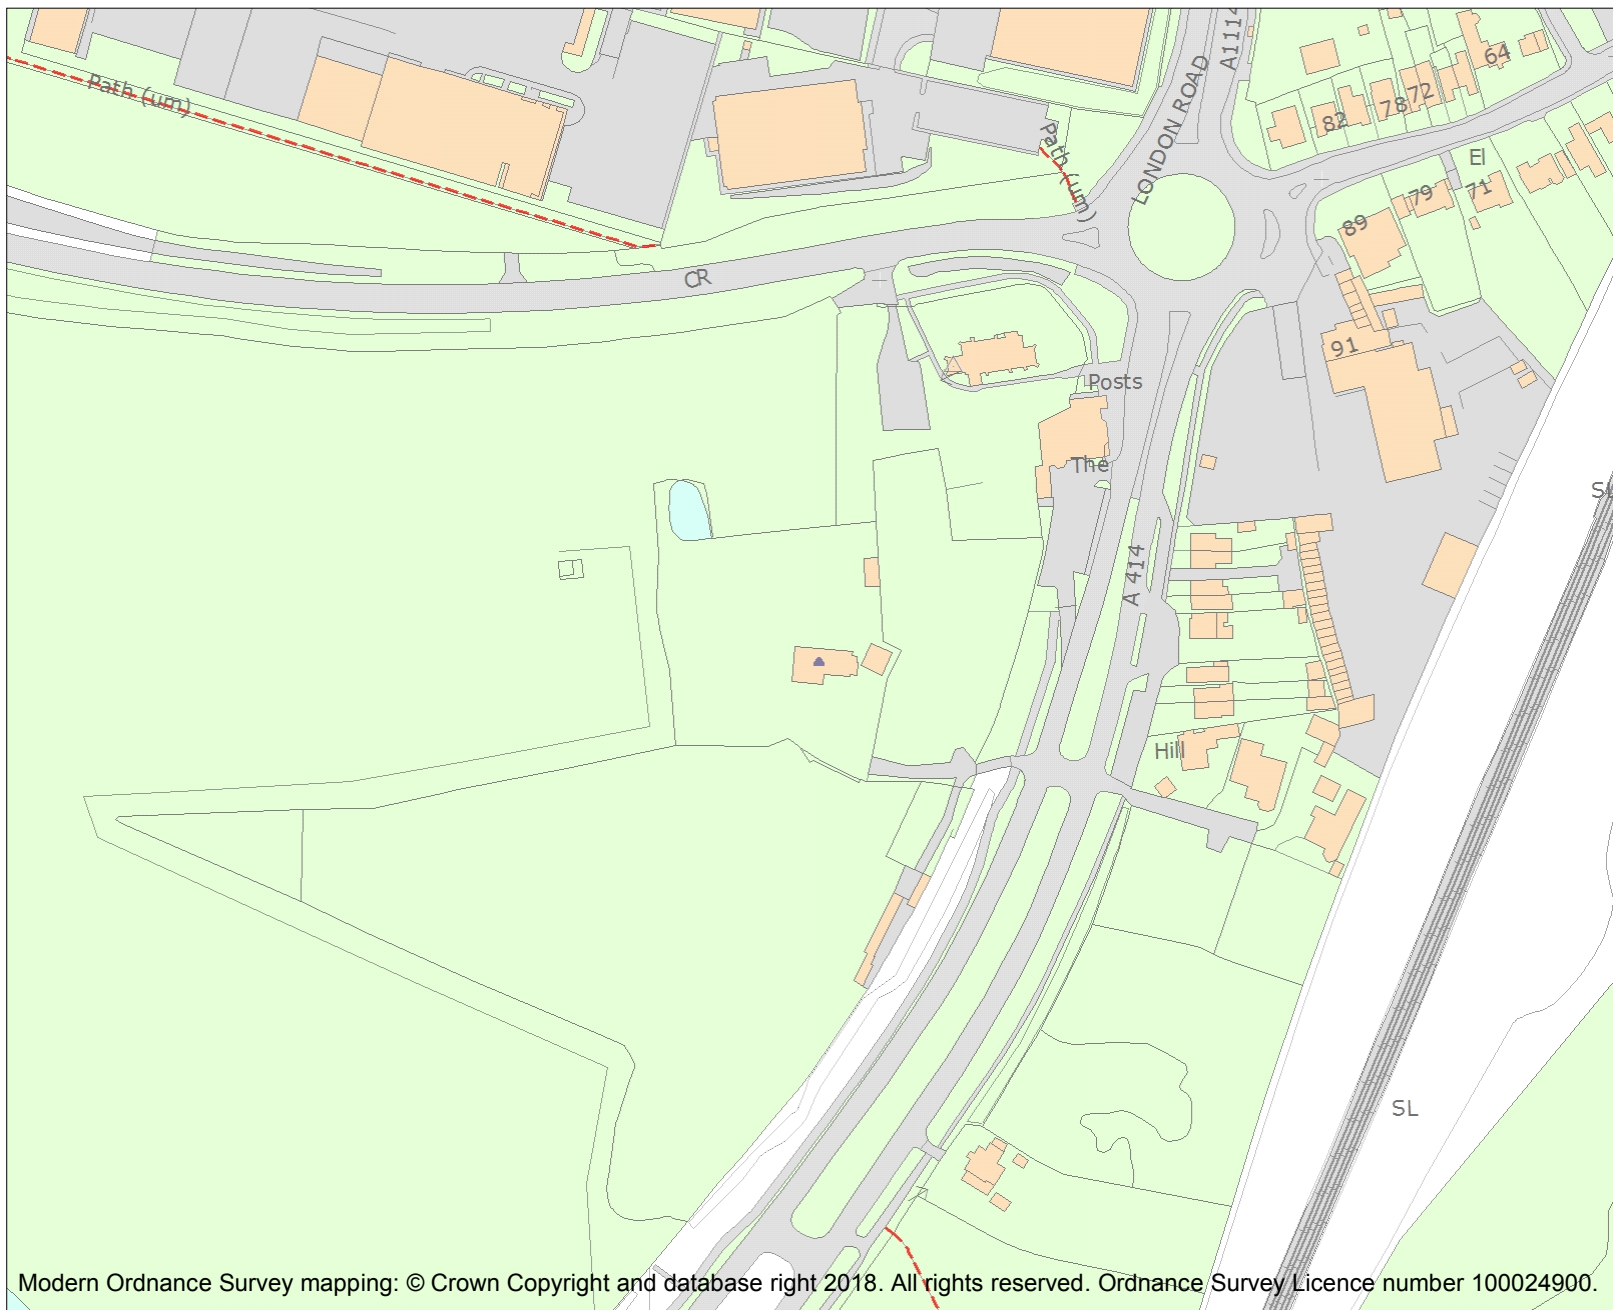 A1114
64
Path (um)
LONDON ROAD
72
78
82
Path (um)
El
71
79
89
CR
91
Posts
The
SL
A 414
Hill
SL
Modern Ordnance Survey mapping: © Crown Copyright and database right 2018. All rights reserved. Ordnance Survey Licence number 100024900.